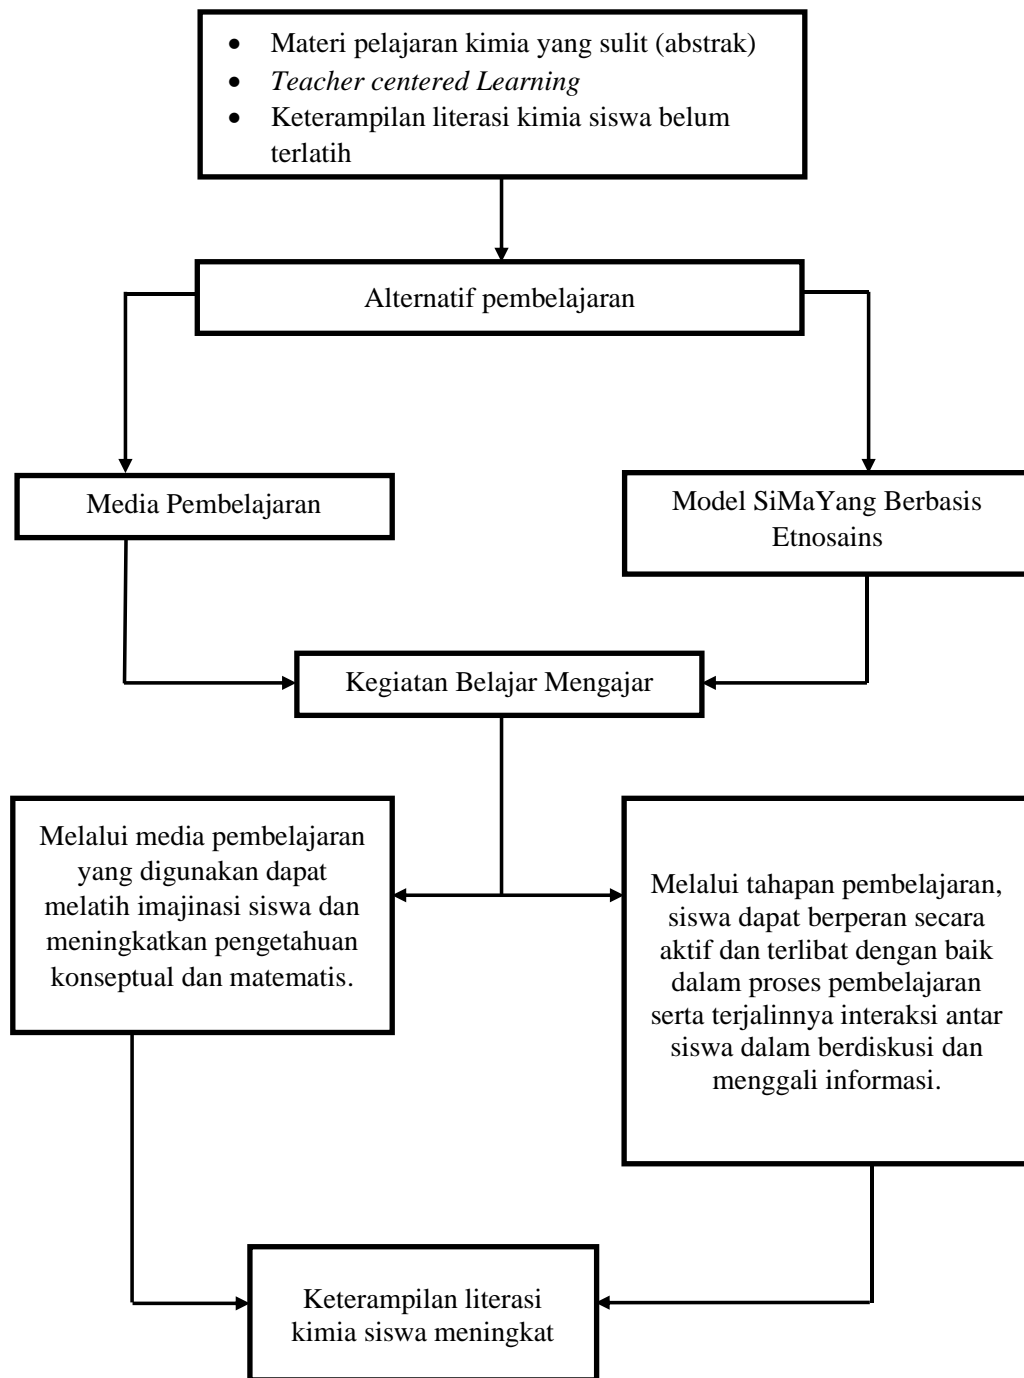 • Materi pelajaran kimia yang sulit (abstrak)
• Teacher centered Learning
• Keterampilan literasi kimia siswa belum
terlatih
Alternatif pembelajaran
Media Pembelajaran
Model SiMaYang Berbasis
Etnosains
Kegiatan Belajar Mengajar
Melalui media pembelajaran
yang digunakan dapat
melatih imajinasi siswa dan
meningkatkan pengetahuan
konseptual dan matematis.
Melalui tahapan pembelajaran,
siswa dapat berperan secara
aktif dan terlibat dengan baik
dalam proses pembelajaran
serta terjalinnya interaksi antar
siswa dalam berdiskusi dan
menggali informasi.
Keterampilan literasi
kimia siswa meningkat